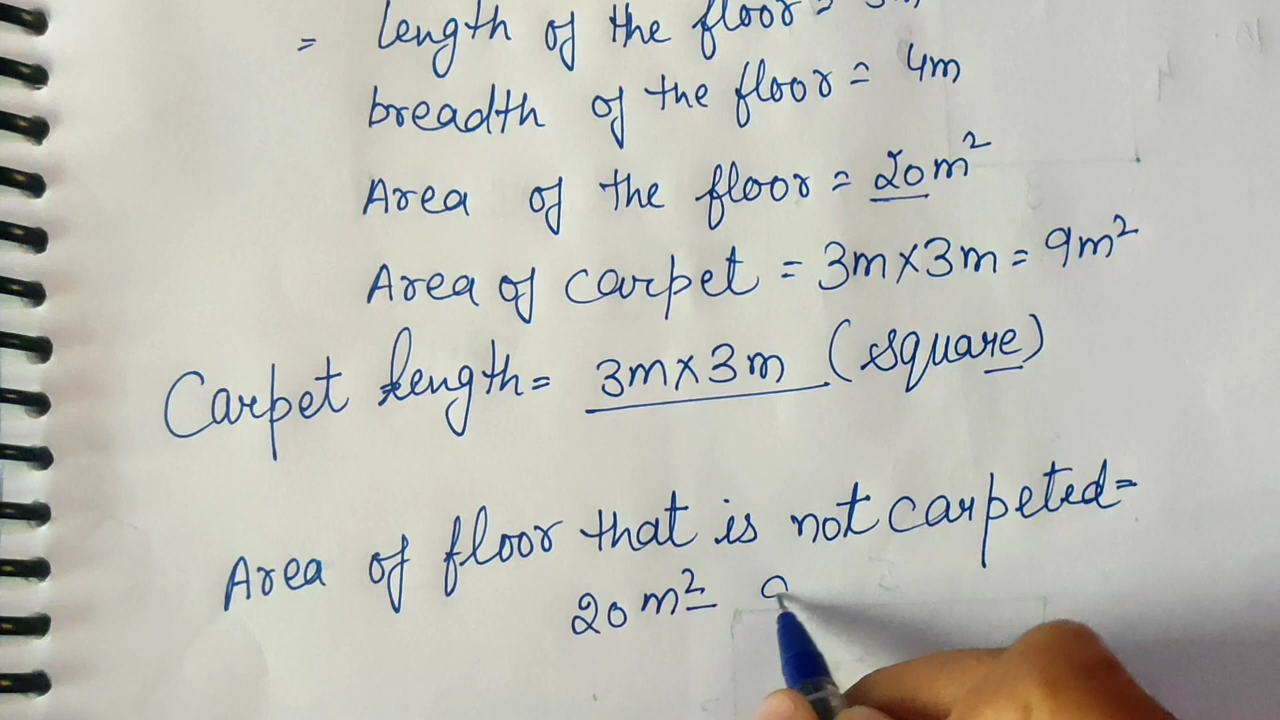 = length of the floor =
breadth of the floor = 4m
Area of the floor = 20m²
Area of carpet = 3m×3m = 9m²
Carpet length = 3m×3m (square)
Area of floor that is not carpeted =
20m² -